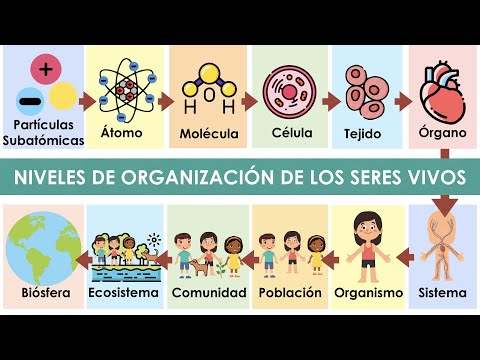 Partículas
Subatómicas
Átomo
H O H
Molécula
Célula
Tejido
Órgano
NIVELES DE ORGANIZACIÓN DE LOS SERES VIVOS
Biósfera
Ecosistema
Comunidad
Población
Organismo
Sistema